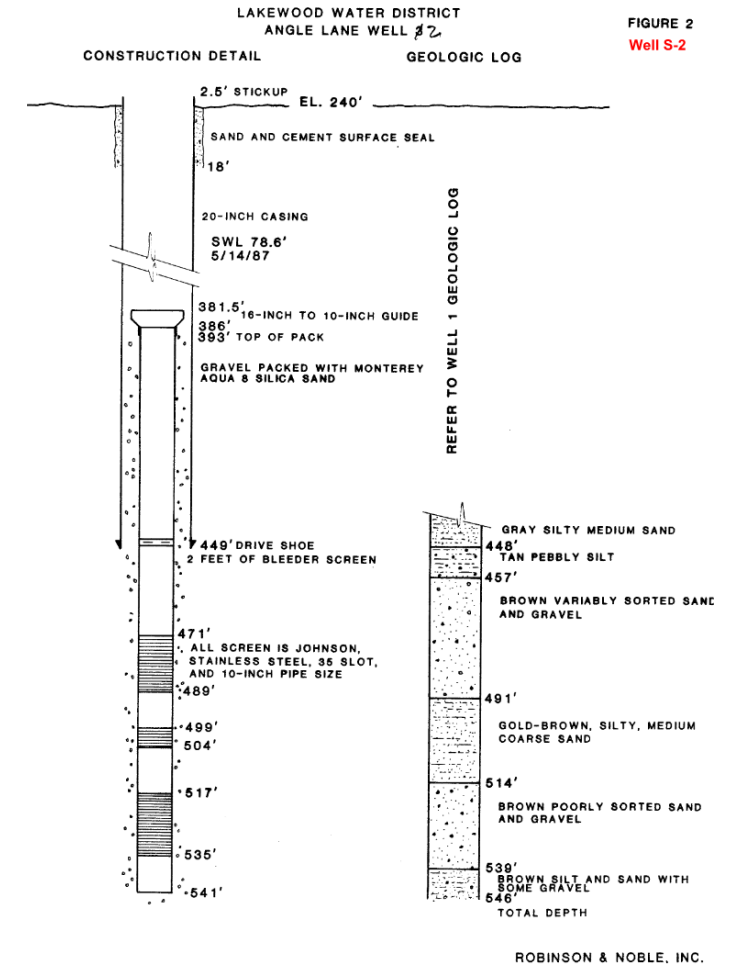 LAKEWOOD WATER DISTRICT
ANGLE LANE WELL #2
FIGURE 2
Well S-2
CONSTRUCTION DETAIL
GEOLOGIC LOG
2.5' STICKUP
EL. 240'
SAND AND CEMENT SURFACE SEAL
18'
20-INCH CASING
SWL 78.6'
5/14/87
381.5'
16-INCH TO 10-INCH GUIDE
386'
393' TOP OF PACK
GRAVEL PACKED WITH MONTEREY
AQUA 8 SILICA SAND
449' DRIVE SHOE
2 FEET OF BLEEDER SCREEN
471'
ALL SCREEN IS JOHNSON,
STAINLESS STEEL, 35 SLOT,
AND 10-INCH PIPE SIZE
489'
499'
504'
517'
535'
541'
REFER TO WELL 1 GEOLOGIC LOG
GRAY SILTY MEDIUM SAND
448'
TAN PEBBLY SILT
457'
BROWN VARIABLY SORTED SAND
AND GRAVEL
491'
GOLD-BROWN, SILTY, MEDIUM
COARSE SAND
514'
BROWN POORLY SORTED SAND
AND GRAVEL
539'
BROWN SILT AND SAND WITH
SOME GRAVEL
546'
TOTAL DEPTH
ROBINSON & NOBLE, INC.